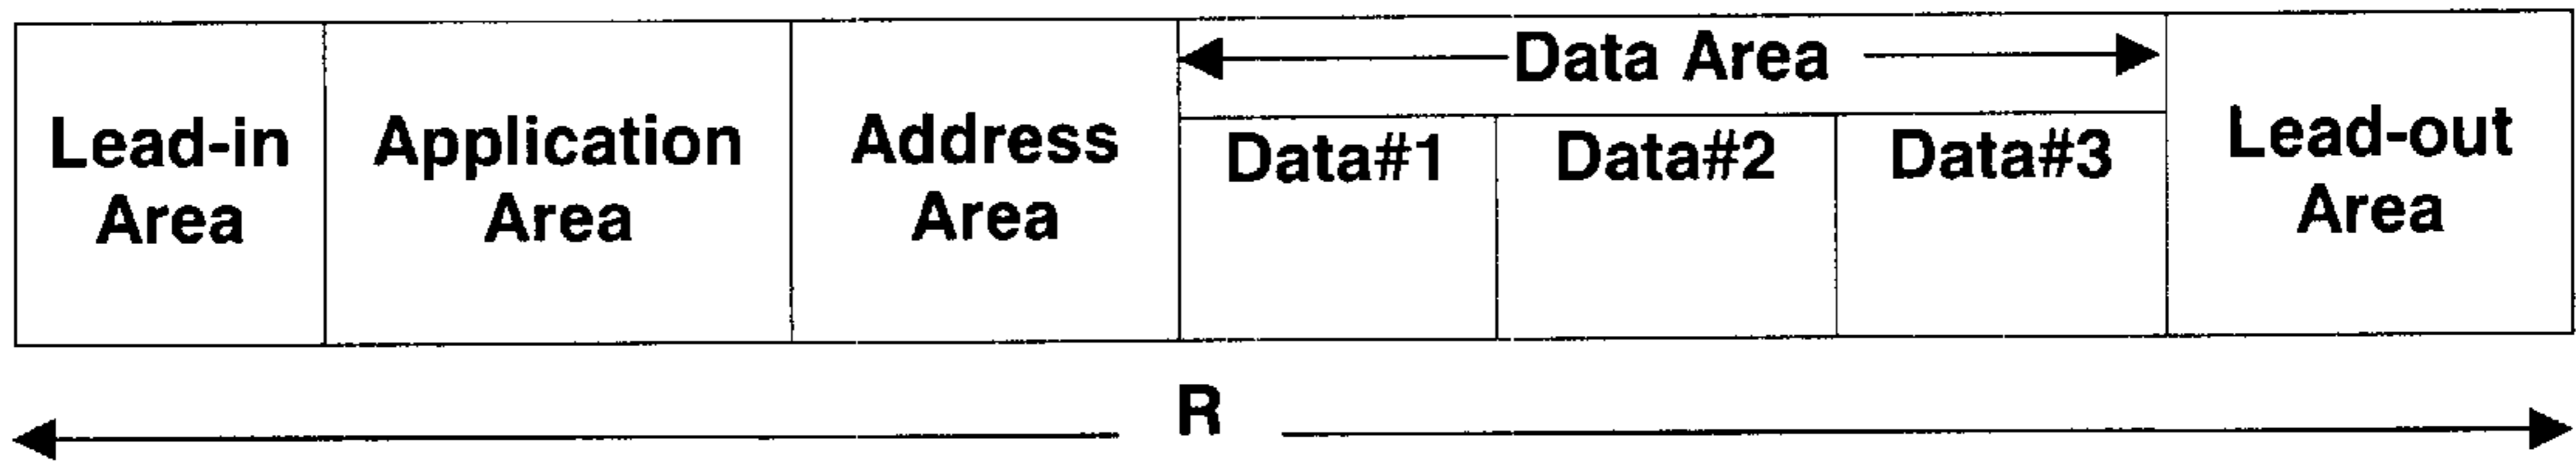 Lead-in
Area
Application
Area
Address
Area
Data Area
Data#1
Data#2
Data#3
Lead-out
Area
R